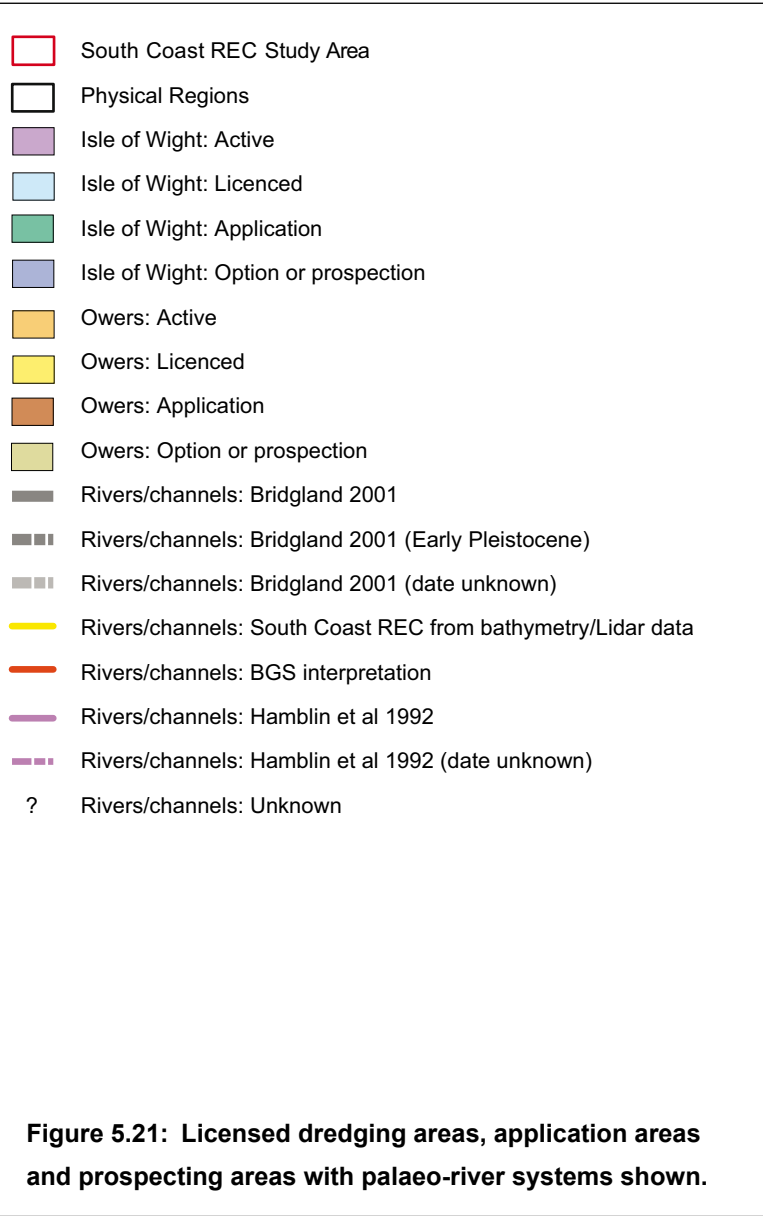 South Coast REC Study Area
Physical Regions
Isle of Wight: Active
Isle of Wight: Licenced
Isle of Wight: Application
Isle of Wight: Option or prospection
Owers: Active
Owers: Licenced
Owers: Application
Owers: Option or prospection
Rivers/channels: Bridgland 2001
Rivers/channels: Bridgland 2001 (Early Pleistocene)
Rivers/channels: Bridgland 2001 (date unknown)
Rivers/channels: South Coast REC from bathymetry/Lidar data
Rivers/channels: BGS interpretation
Rivers/channels: Hamblin et al 1992
Rivers/channels: Hamblin et al 1992 (date unknown)
? Rivers/channels: Unknown
Figure 5.21: Licensed dredging areas, application areas
and prospecting areas with palaeo-river systems shown.